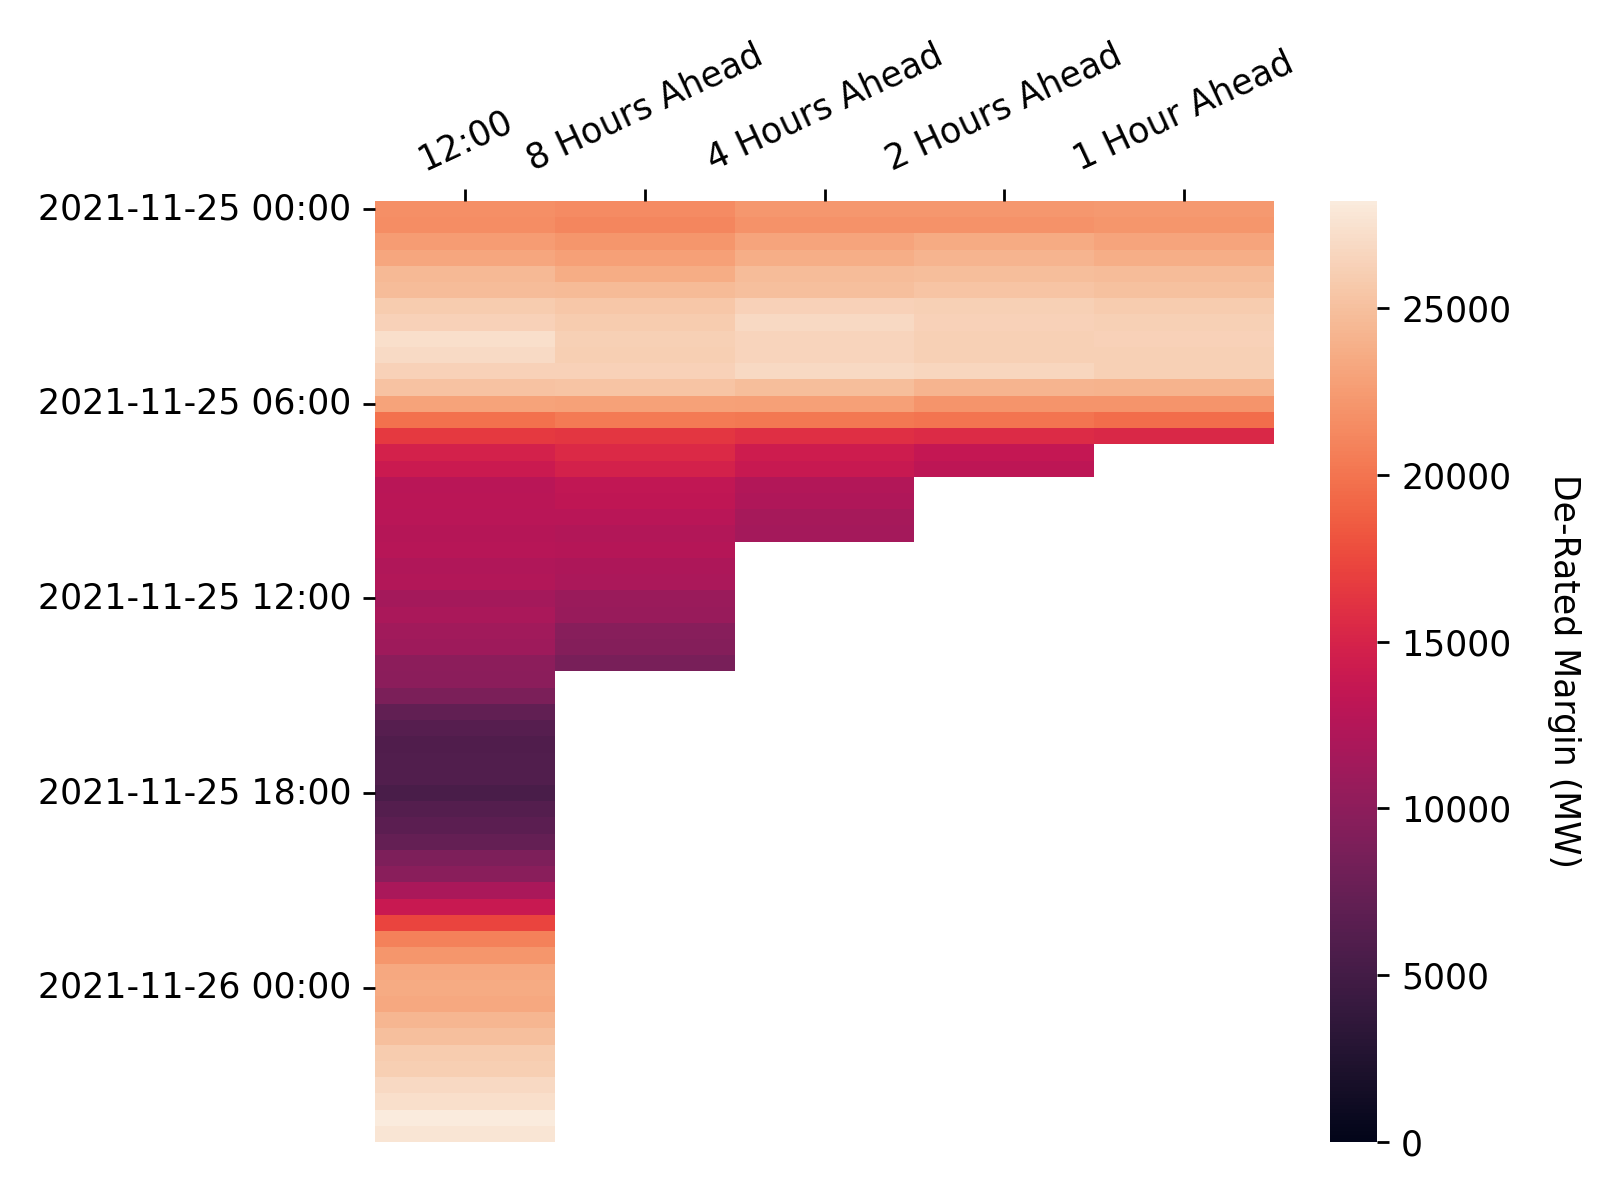 12:00
8 Hours Ahead
4 Hours Ahead
2 Hours Ahead
1 Hour Ahead
2021-11-25 00:00
2021-11-25 06:00
2021-11-25 12:00
2021-11-25 18:00
2021-11-26 00:00
25000
20000
15000
10000
5000
0
De-Rated Margin (MW)